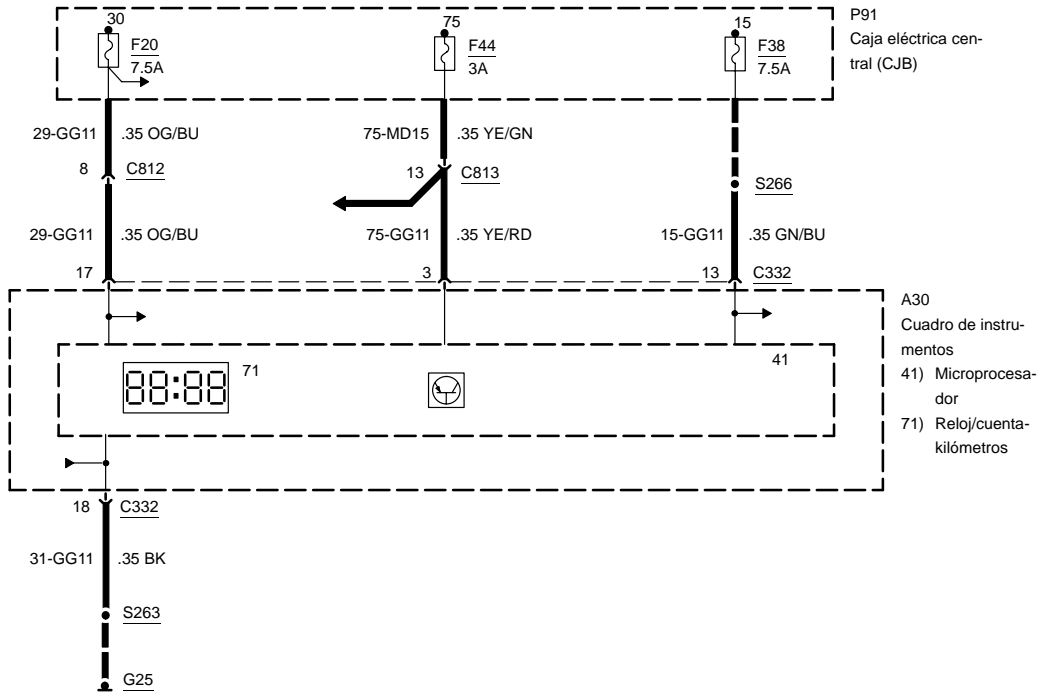 30
75
15
P91
Caja eléctrica cen-
tral (CJB)
F20
7.5A
F44
3A
F38
7.5A
29-GG11 .35 OG/BU
75-MD15 .35 YE/GN
8 C812
13 C813
S266
29-GG11 .35 OG/BU
75-GG11 .35 YE/RD
15-GG11 .35 GN/BU
17
3
13 C332
A30
Cuadro de instru-
mentos
41) Microprocesa-
dor
71) Reloj/cuenta-
kilómetros
88:88 71
41
18 C332
31-GG11 .35 BK
S263
G25